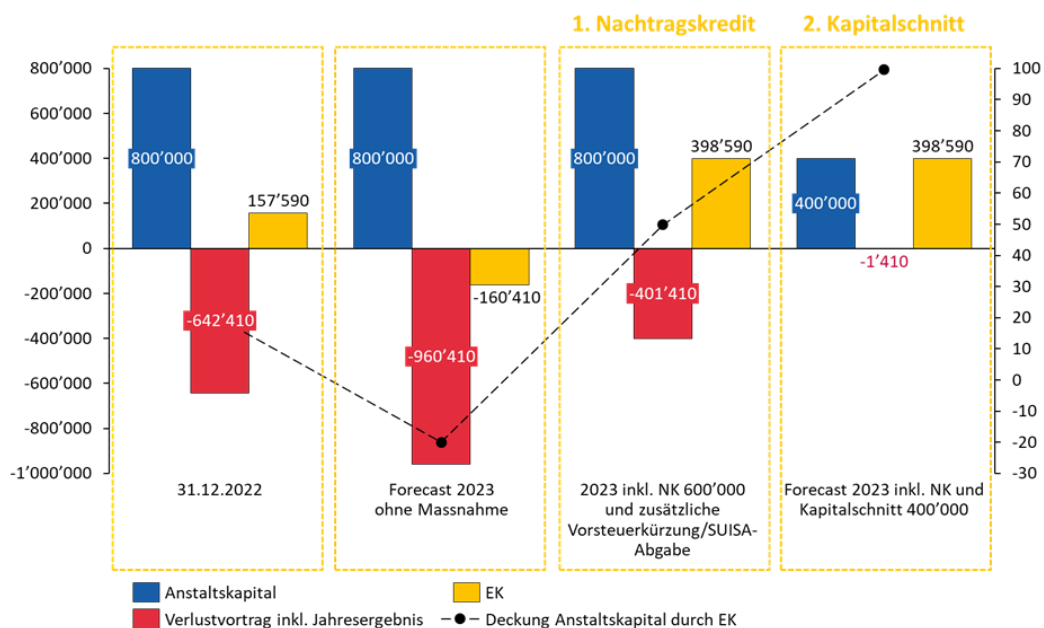 1. Nachtragskredit
2. Kapitalschnitt
800’000
600’000
400’000
200’000
0
-200’000
-400’000
-600’000
-800’000
-1’000’000
800’000
-642’410
157’590
800’000
-960’410
-160’410
800’000
-401’410
398’590
400’000
-1’410
398’590
100
90
80
70
60
50
40
30
20
10
0
-10
-20
-30
31.12.2022
Forecast 2023
ohne Massnahme
2023 inkl. NK 600’000
und zusätzliche
Vorsteuerkürzung/SUISA-
Abgabe
Forecast 2023 inkl. NK und
Kapitalschnitt 400’000
Anstaltskapital
EK
Verlustvortrag inkl. Jahresergebnis
Deckung Anstaltskapital durch EK